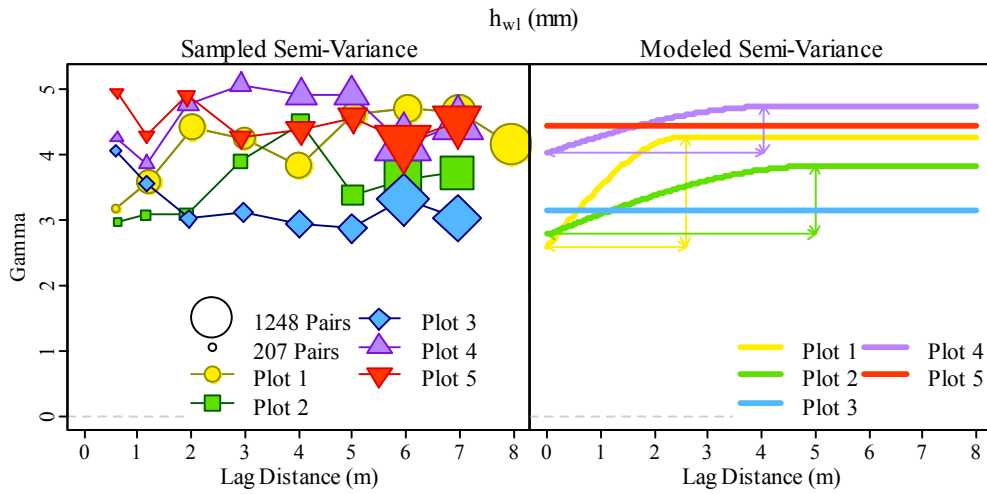 h_wl (mm)
Sampled Semi-Variance
Modeled Semi-Variance
Gamma
5
4
3
2
1
0
1248 Pairs
207 Pairs
Plot 1
Plot 2
Plot 3
Plot 4
Plot 5
0 1 2 3 4 5 6 7 8
Lag Distance (m)
Plot 1
Plot 2
Plot 3
Plot 4
Plot 5
0 1 2 3 4 5 6 7 8
Lag Distance (m)